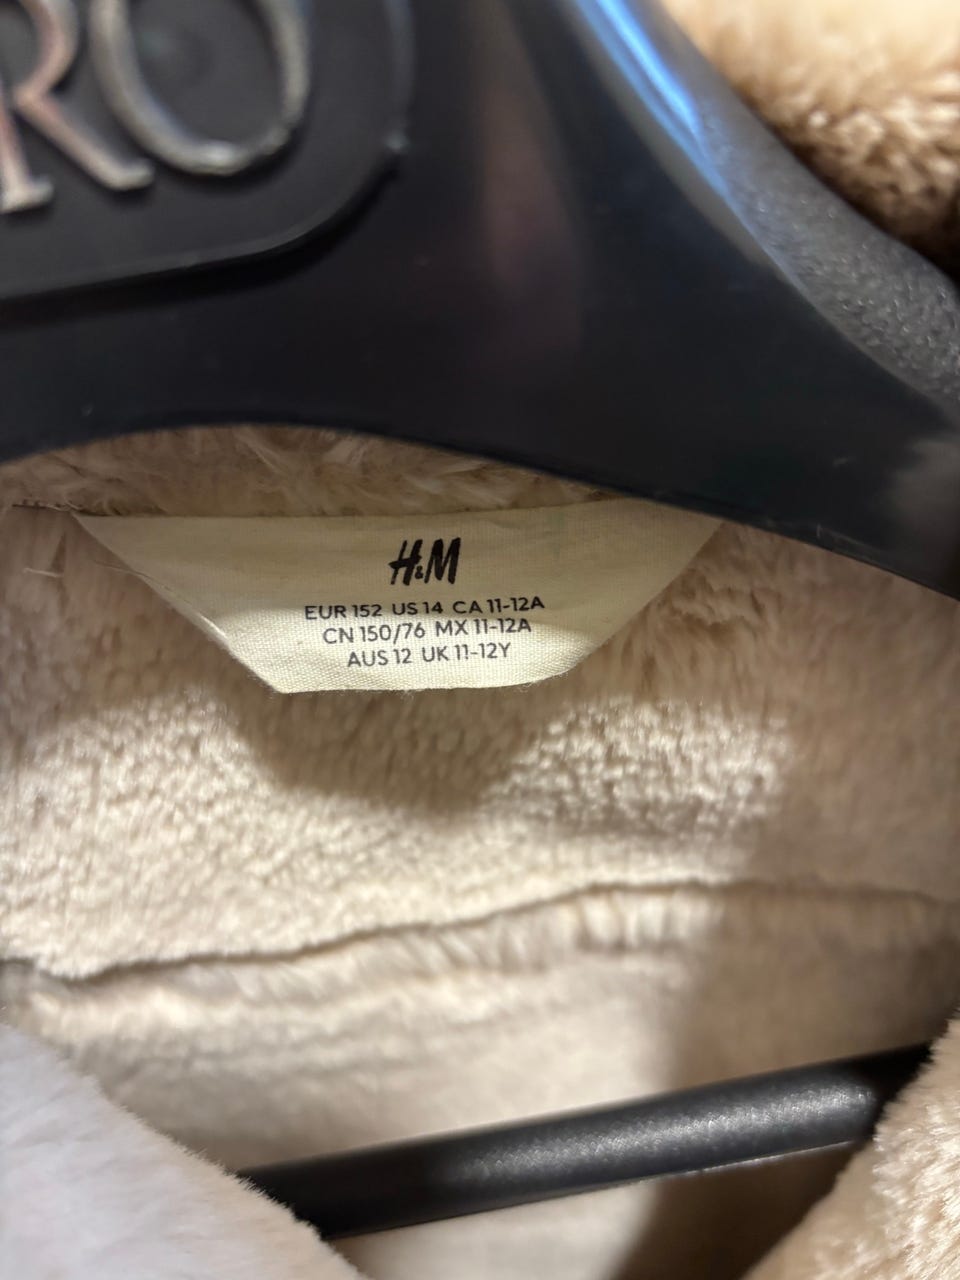 RO
H&M
EUR 152 US 14 CA 11-12A
CN 150/76 MX 11-12A
AUS 12 UK 11-12Y